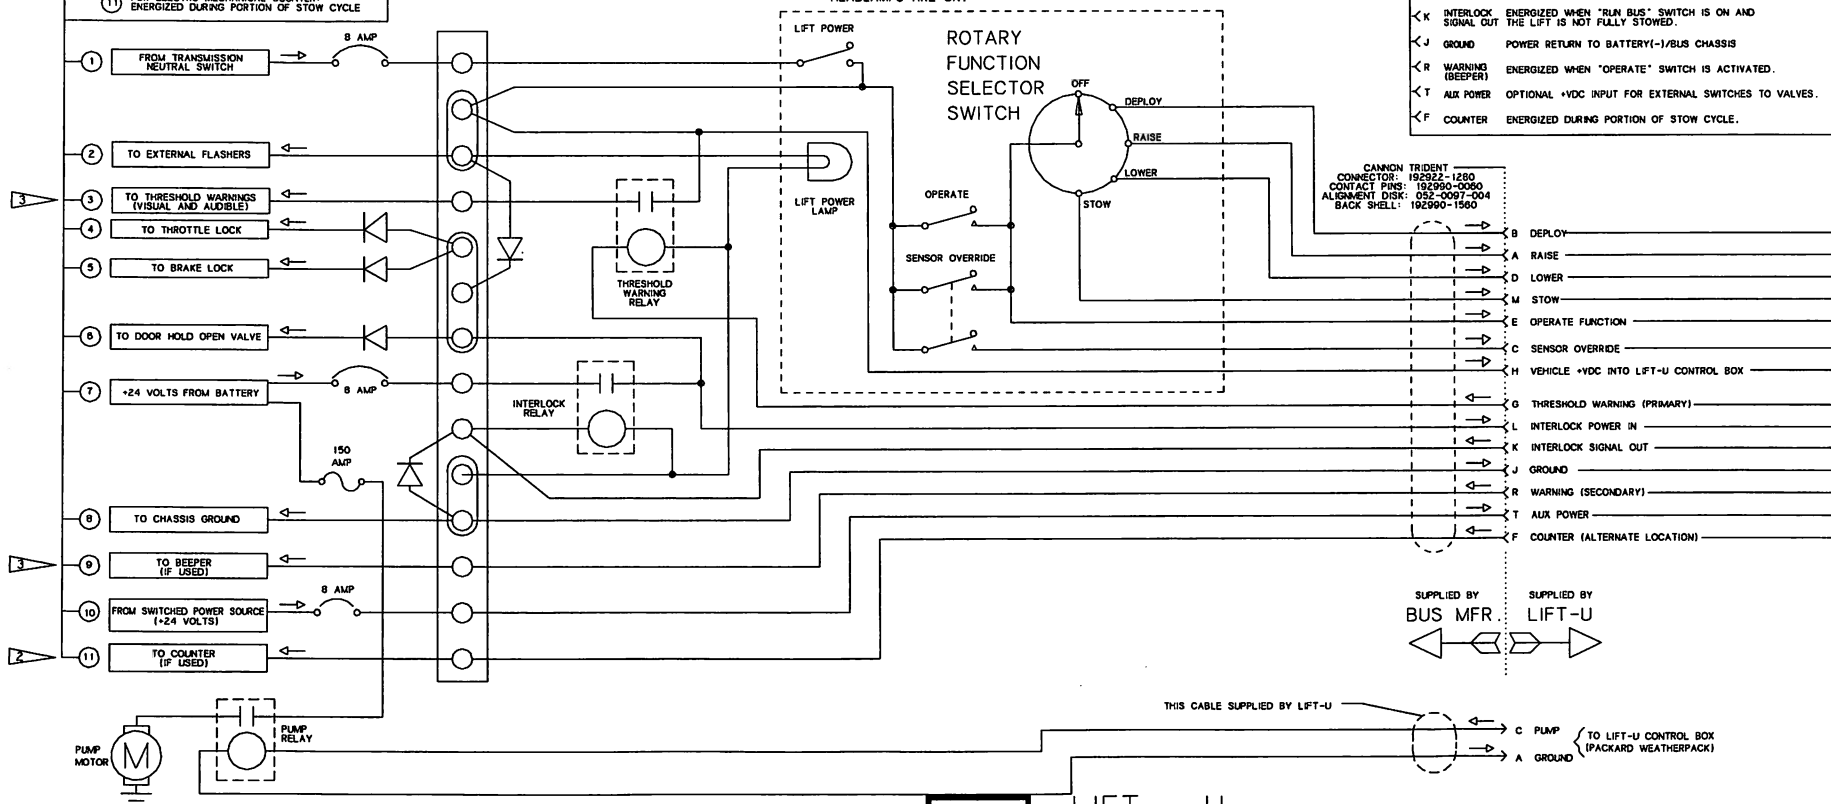 11
ENERGIZED DURING PORTION OF STOW CYCLE
K INTERLOCK SIGNAL OUT ENERGIZED WHEN "RUN BUS" SWITCH IS ON AND THE LIFT IS NOT FULLY STOWED.
J GROUND POWER RETURN TO BATTERY(-)/BUS CHASSIS
R WARNING (BEEPER) ENERGIZED WHEN "OPERATE" SWITCH IS ACTIVATED.
T AUX POWER OPTIONAL +VDC INPUT FOR EXTERNAL SWITCHES TO VALVES.
F COUNTER ENERGIZED DURING PORTION OF STOW CYCLE.
1 FROM TRANSMISSION
NEUTRAL SWITCH
8 AMP
2 TO EXTERNAL FLASHERS
3
3 TO THRESHOLD WARNINGS
(VISUAL AND AUDIBLE)
4 TO THROTTLE LOCK
5 TO BRAKE LOCK
6 TO DOOR HOLD OPEN VALVE
7 +24 VOLTS FROM BATTERY
8 AMP
150
AMP
8 TO CHASSIS GROUND
3
9 TO BEEPER
(IF USED)
10 FROM SWITCHED POWER SOURCE
(+24 VOLTS)
8 AMP
2
11 TO COUNTER
(IF USED)
THRESHOLD
WARNING
RELAY
INTERLOCK
RELAY
LIFT POWER
ROTARY
FUNCTION
SELECTOR
SWITCH
OFF
DEPLOY
RAISE
LOWER
STOW
LIFT POWER
LAMP
OPERATE
SENSOR OVERRIDE
CANNON TRIDENT
CONNECTOR: 192922-1280
CONTACT PINS: 192990-0060
ALIGNMENT DISK: 052-0097-004
BACK SHELL: 192990-1560
B DEPLOY
A RAISE
D LOWER
M STOW
E OPERATE FUNCTION
C SENSOR OVERRIDE
H VEHICLE +VDC INTO LIFT-U CONTROL BOX
G THRESHOLD WARNING (PRIMARY)
L INTERLOCK POWER IN
K INTERLOCK SIGNAL OUT
J GROUND
R WARNING (SECONDARY)
T AUX POWER
F COUNTER (ALTERNATE LOCATION)
SUPPLIED BY
BUS MFR.
SUPPLIED BY
LIFT-U
PUMP
MOTOR
M
PUMP
RELAY
THIS CABLE SUPPLIED BY LIFT-U
C PUMP
A GROUND
TO LIFT-U CONTROL BOX
(PACKARD WEATHERPACK)
LIFT - U